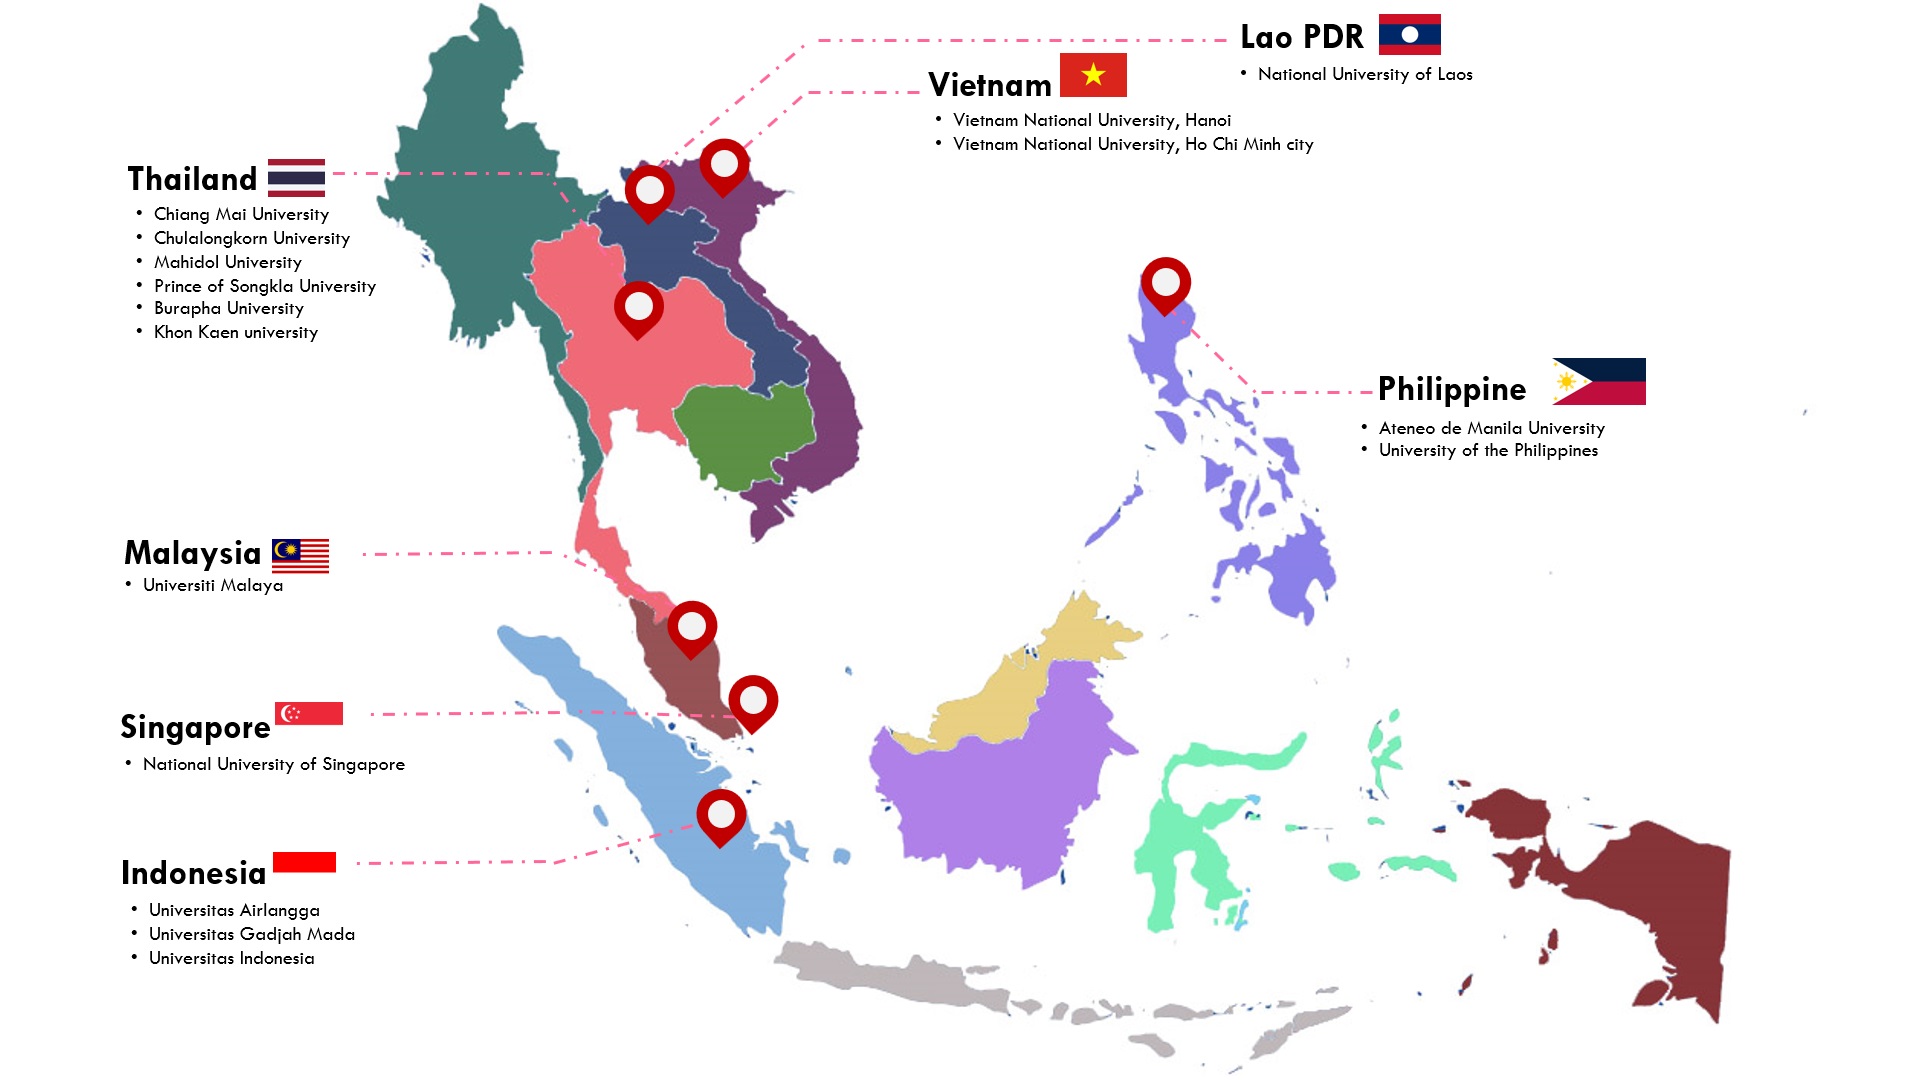 Lao PDR
• National University of Laos
Vietnam
• Vietnam National University, Hanoi
• Vietnam National University, Ho Chi Minh city
Thailand
• Chiang Mai University
• Chulalongkorn University
• Mahidol University
• Prince of Songkla University
• Burapha University
• Khon Kaen university
Philippine
• Ateneo de Manila University
• University of the Philippines
Malaysia
• Universiti Malaya
Singapore
• National University of Singapore
Indonesia
• Universitas Airlangga
• Universitas Gadjah Mada
• Universitas Indonesia